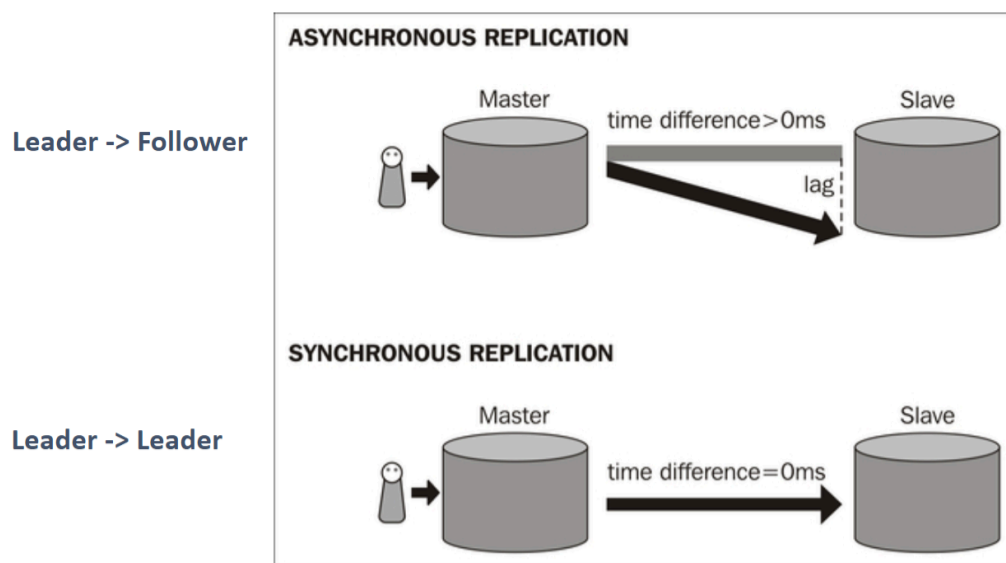 ASYNCHRONOUS REPLICATION
Master
Slave
time difference>0ms
Leader -> Follower
lag
SYNCHRONOUS REPLICATION
Master
Slave
Leader -> Leader
time difference=0ms